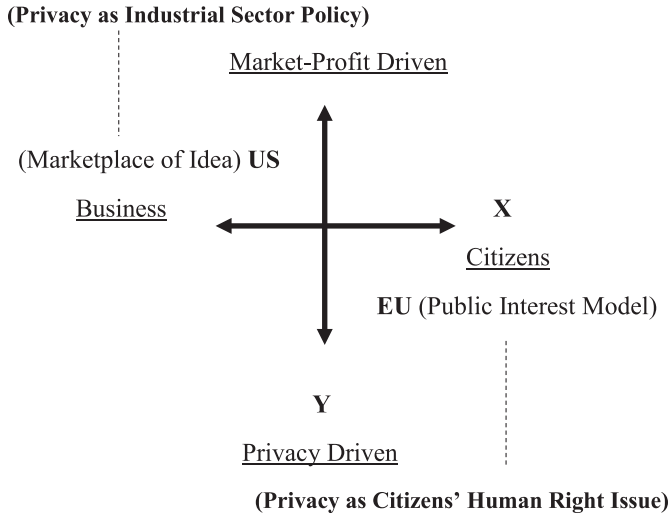 (Privacy as Industrial Sector Policy)
Market-Profit Driven
(Marketplace of Idea) US
Business
X
Citizens
EU (Public Interest Model)
Y
Privacy Driven
(Privacy as Citizens’ Human Right Issue)